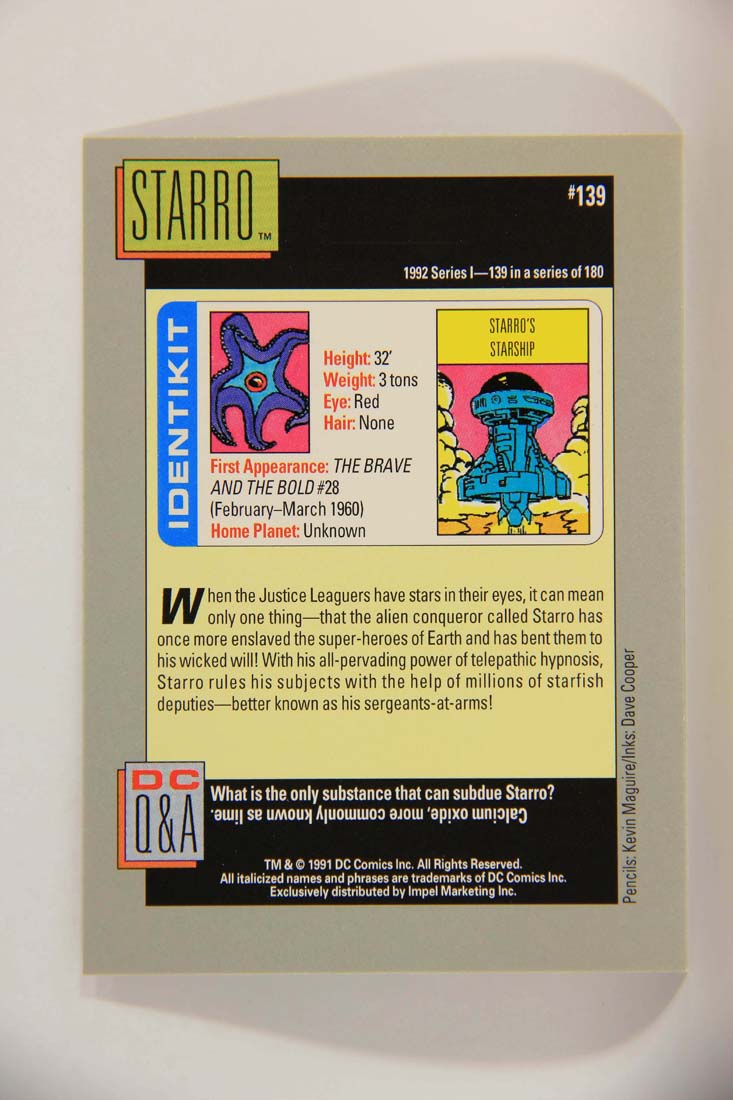 STARRO™
#139
1992 Series I—139 in a series of 180
IDENTIKIT
Height: 32'
Weight: 3 tons
Eye: Red
Hair: None
First Appearance: THE BRAVE
AND THE BOLD #28
(February–March 1960)
Home Planet: Unknown
STARRO'S
STARSHIP
When the Justice Leaguers have stars in their eyes, it can mean
only one thing—that the alien conqueror called Starro has
once more enslaved the super-heroes of Earth and has bent them to
his wicked will! With his all-pervading power of telepathic hypnosis,
Starro rules his subjects with the help of millions of starfish
deputies—better known as his sergeants-at-arms!
DC
Q&A
What is the only substance that can subdue Starro?
Calcium oxide, more commonly known as lime.
TM & © 1991 DC Comics Inc. All Rights Reserved.
All italicized names and phrases are trademarks of DC Comics Inc.
Exclusively distributed by Impel Marketing Inc.
Pencils: Kevin Maguire/Inks: Dave Cooper